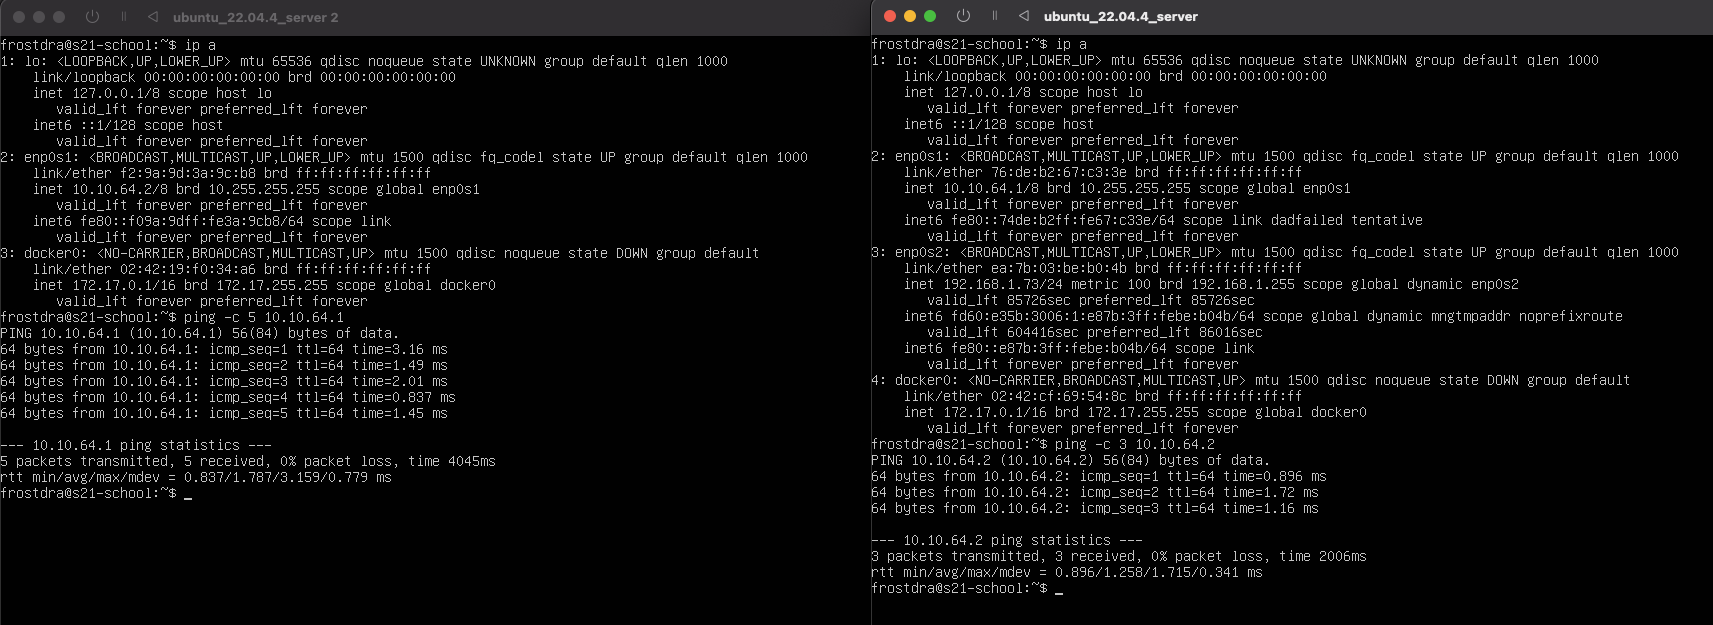 ubuntu_22.04.4_server 2
frostdra@s21-school:~$ ip a
1: lo: <LOOPBACK,UP,LOWER_UP> mtu 65536 qdisc noqueue state UNKNOWN group default qlen 1000
link/loopback 00:00:00:00:00:00 brd 00:00:00:00:00:00
inet 127.0.0.1/8 scope host lo
valid_lft forever preferred_lft forever
inet6 ::1/128 scope host
valid_lft forever preferred_lft forever
2: enp0s1: <BROADCAST,MULTICAST,UP,LOWER_UP> mtu 1500 qdisc fq_codel state UP group default qlen 1000
link/ether f2:9a:9d:3a:9c:b8 brd ff:ff:ff:ff:ff:ff
inet 10.10.64.2/8 brd 10.255.255.255 scope global enp0s1
valid_lft forever preferred_lft forever
inet6 fe80::f09a:9dff:fe3a:9cb8/64 scope link
valid_lft forever preferred_lft forever
3: docker0: <NO-CARRIER,BROADCAST,MULTICAST,UP> mtu 1500 qdisc noqueue state DOWN group default
link/ether 02:42:19:f0:34:a6 brd ff:ff:ff:ff:ff:ff
inet 172.17.0.1/16 brd 172.17.255.255 scope global docker0
valid_lft forever preferred_lft forever
frostdra@s21-school:~$ ping -c 5 10.10.64.1
PING 10.10.64.1 (10.10.64.1) 56(84) bytes of data.
64 bytes from 10.10.64.1: icmp_seq=1 ttl=64 time=3.16 ms
64 bytes from 10.10.64.1: icmp_seq=2 ttl=64 time=1.49 ms
64 bytes from 10.10.64.1: icmp_seq=3 ttl=64 time=2.01 ms
64 bytes from 10.10.64.1: icmp_seq=4 ttl=64 time=0.837 ms
64 bytes from 10.10.64.1: icmp_seq=5 ttl=64 time=1.45 ms
--- 10.10.64.1 ping statistics ---
5 packets transmitted, 5 received, 0% packet loss, time 4045ms
rtt min/avg/max/mdev = 0.837/1.787/3.159/0.779 ms
frostdra@s21-school:~$ _
ubuntu_22.04.4_server
frostdra@s21-school:~$ ip a
1: lo: <LOOPBACK,UP,LOWER_UP> mtu 65536 qdisc noqueue state UNKNOWN group default qlen 1000
link/loopback 00:00:00:00:00:00 brd 00:00:00:00:00:00
inet 127.0.0.1/8 scope host lo
valid_lft forever preferred_lft forever
inet6 ::1/128 scope host
valid_lft forever preferred_lft forever
2: enp0s1: <BROADCAST,MULTICAST,UP,LOWER_UP> mtu 1500 qdisc fq_codel state UP group default qlen 1000
link/ether 76:de:b2:67:c3:3e brd ff:ff:ff:ff:ff:ff
inet 10.10.64.1/8 brd 10.255.255.255 scope global enp0s1
valid_lft forever preferred_lft forever
inet6 fe80::74de:b2ff:fe67:c33e/64 scope link dadfailed tentative
valid_lft forever preferred_lft forever
3: enp0s2: <BROADCAST,MULTICAST,UP,LOWER_UP> mtu 1500 qdisc fq_codel state UP group default qlen 1000
link/ether ea:7b:03:be:b0:4b brd ff:ff:ff:ff:ff:ff
inet 192.168.1.73/24 metric 100 brd 192.168.1.255 scope global dynamic enp0s2
valid_lft 85726sec preferred_lft 85726sec
inet6 fd60:e35b:3006:1:e87b:3ff:febe:b04b/64 scope global dynamic mngtmpaddr noprefixroute
valid_lft 604416sec preferred_lft 86016sec
inet6 fe80::e87b:3ff:febe:b04b/64 scope link
valid_lft forever preferred_lft forever
4: docker0: <NO-CARRIER,BROADCAST,MULTICAST,UP> mtu 1500 qdisc noqueue state DOWN group default
link/ether 02:42:cf:69:54:8c brd ff:ff:ff:ff:ff:ff
inet 172.17.0.1/16 brd 172.17.255.255 scope global docker0
valid_lft forever preferred_lft forever
frostdra@s21-school:~$ ping -c 3 10.10.64.2
PING 10.10.64.2 (10.10.64.2) 56(84) bytes of data.
64 bytes from 10.10.64.2: icmp_seq=1 ttl=64 time=0.896 ms
64 bytes from 10.10.64.2: icmp_seq=2 ttl=64 time=1.72 ms
64 bytes from 10.10.64.2: icmp_seq=3 ttl=64 time=1.16 ms
--- 10.10.64.2 ping statistics ---
3 packets transmitted, 3 received, 0% packet loss, time 2006ms
rtt min/avg/max/mdev = 0.896/1.258/1.715/0.341 ms
frostdra@s21-school:~$ _